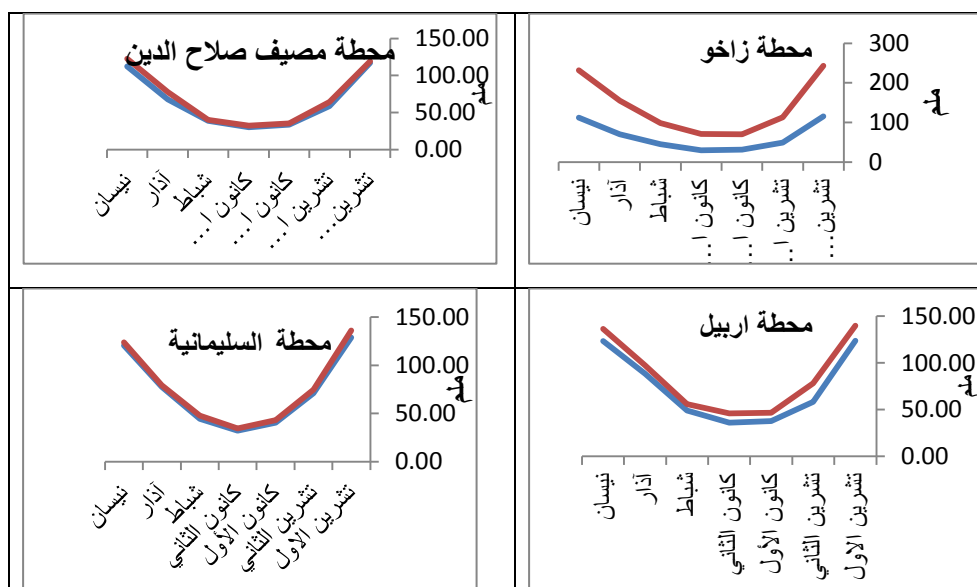 محطة زاخو
300
200
100
0
ملم
تشرين...
تشرين ا...
كانون ا...
كانون ا...
شباط
آذار
نيسان
محطة مصيف صلاح الدين
150.00
100.00
50.00
0.00
ملم
تشرين...
تشرين ا...
كانون ا...
كانون ا...
شباط
آذار
نيسان
محطة اربيل
150.00
100.00
50.00
0.00
ملم
تشرين الاول
تشرين الثاني
كانون الأول
كانون الثاني
شباط
آذار
نيسان
محطة السليمانية
150.00
100.00
50.00
0.00
ملم
تشرين الاول
تشرين الثاني
كانون الأول
كانون الثاني
شباط
آذار
نيسان